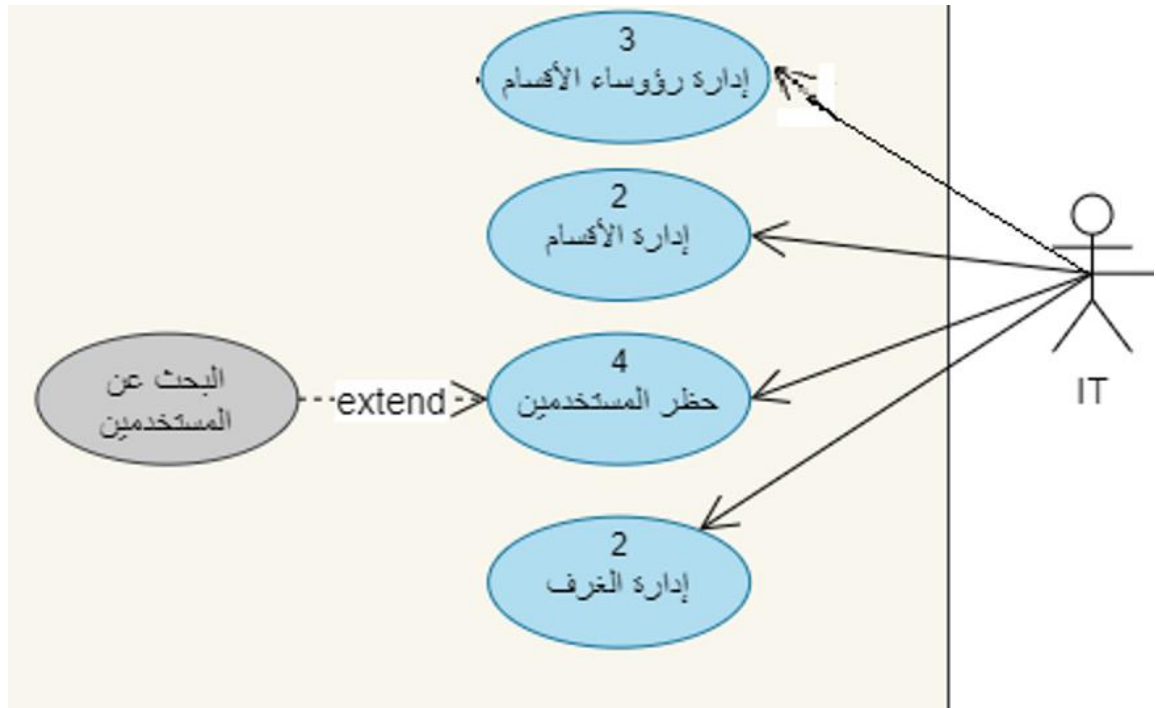 3
إدارة رؤوساء الأقسام
2
إدارة الأقسام
4
حظر المستخدمين
البحث عن
المستخدمين
extend
2
إدارة الغرف
IT